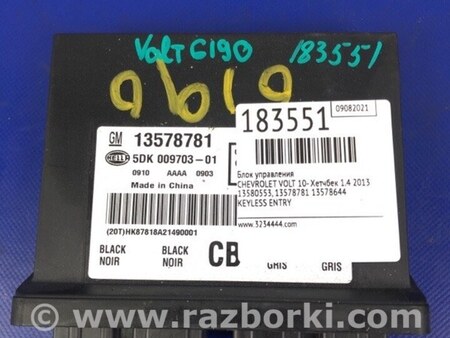 Volt G190 183551
0610
GM 13578781
HELLA 5DK 009703-01
0910 AAAA 0903
Made in China
(20T)HK87818A21490001
BLACK BLACK CB GRIS GRIS
NOIR NOIR
183551 09082021
Блок управления
CHEVROLET VOLT 10- Хетчбек 1.4 2013
13580553,13578781 13578644
KEYLESS ENTRY
www.3234444.com
www.razborki.com